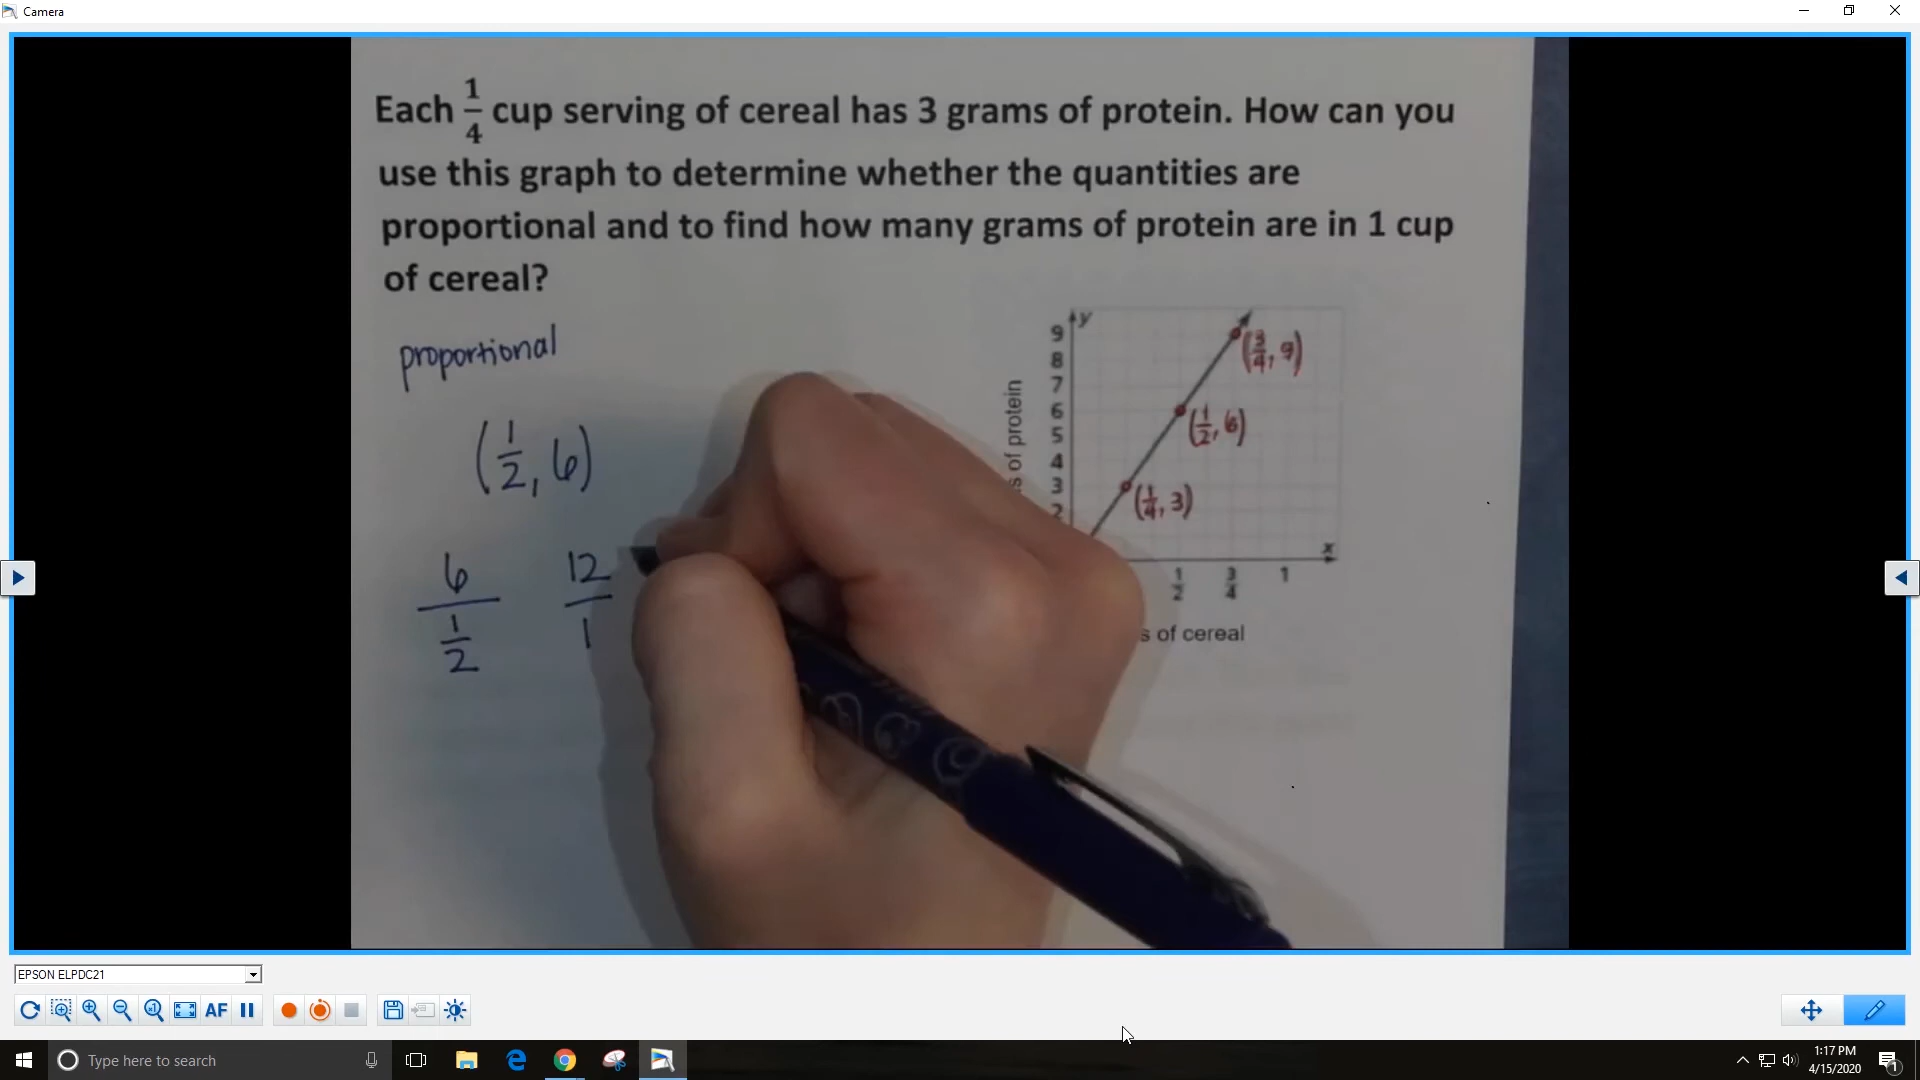 Camera
Each 1/4 cup serving of cereal has 3 grams of protein. How can you
use this graph to determine whether the quantities are
proportional and to find how many grams of protein are in 1 cup
of cereal?
proportional
(1/2, 6)
6
1/2
12
1
y
9
8
7
6
5
4
3
2
s of protein
(3/4, 9)
(1/2, 6)
(1/4, 3)
x
1/2 3/4 1
s of cereal
EPSON ELPDC21
AF
Type here to search
1:17 PM
4/15/2020
1